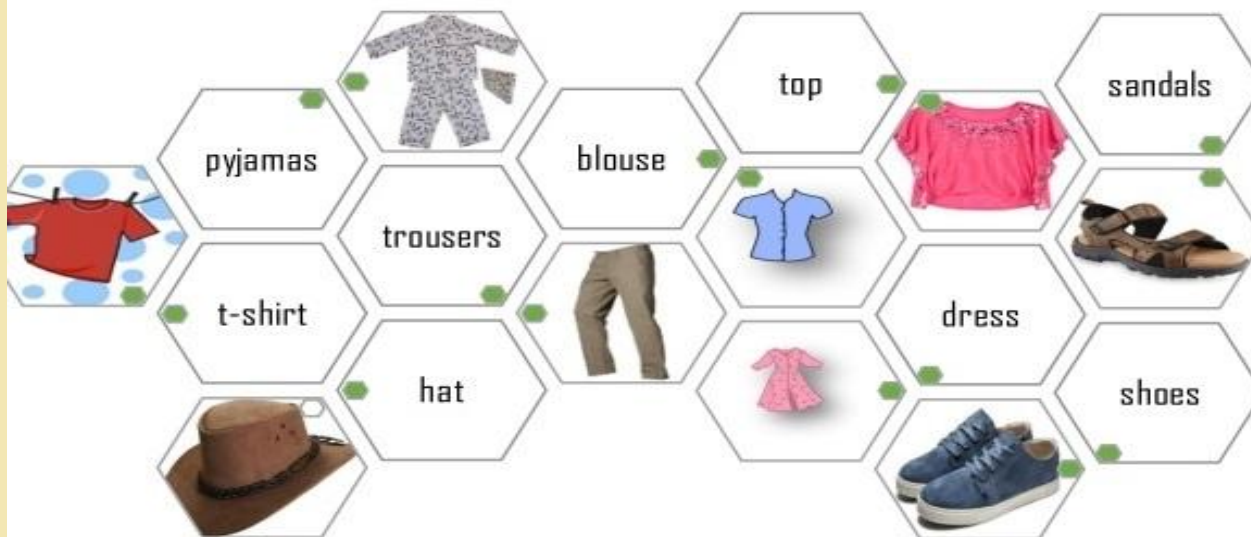 top
sandals
pyjamas
blouse
trousers
t-shirt
dress
hat
shoes